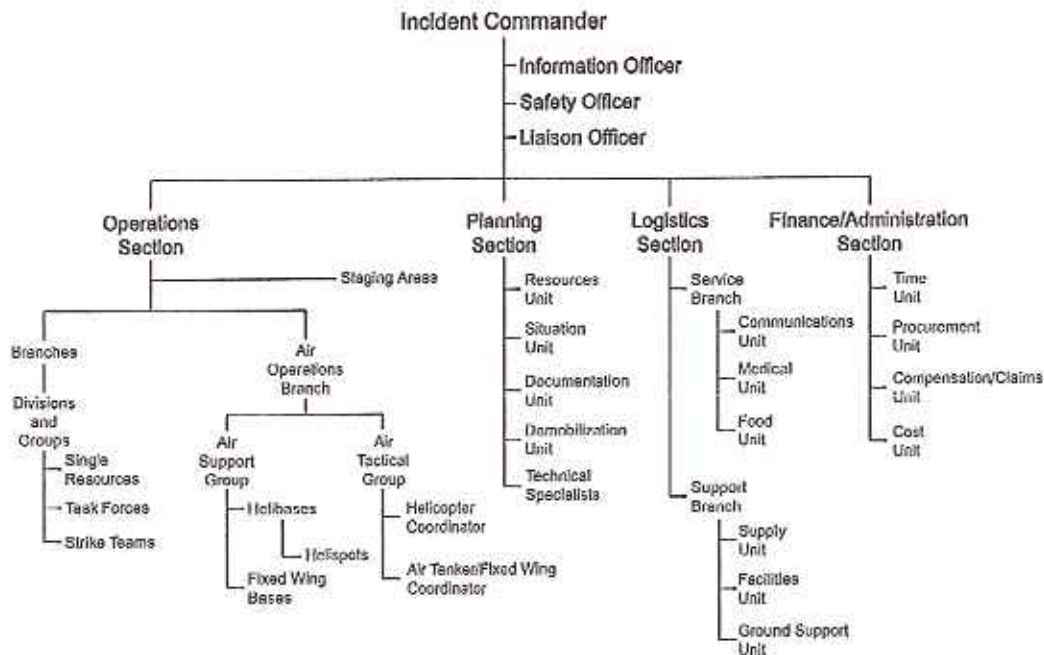 Incident Commander
Information Officer
Safety Officer
Liaison Officer
Operations
Section
Planning
Section
Logistics
Section
Finance/Administration
Section
Staging Areas
Branches
Divisions
and
Groups
Single
Resources
Task Forces
Strike Teams
Air
Operations
Branch
Air
Support
Group
Helibases
Helispots
Fixed Wing
Bases
Air
Tactical
Group
Helicopter
Coordinator
Air Tanker/Fixed Wing
Coordinator
Resources
Unit
Situation
Unit
Documentation
Unit
Demobilization
Unit
Technical
Specialists
Service
Branch
Communications
Unit
Medical
Unit
Food
Unit
Support
Branch
Supply
Unit
Facilities
Unit
Ground Support
Unit
Time
Unit
Procurement
Unit
Compensation/Claims
Unit
Cost
Unit